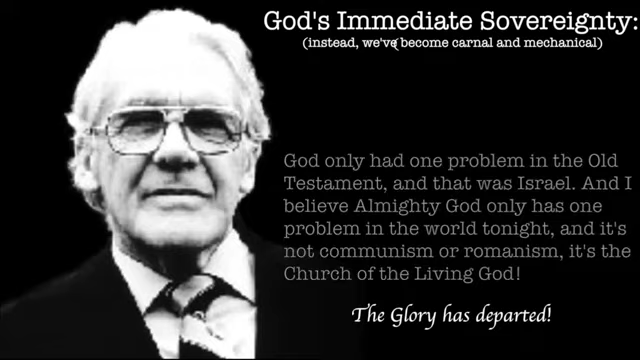 God's Immediate Sovereignty:
(instead, we've become carnal and mechanical)
God only had one problem in the Old
Testament, and that was Israel. And I
believe Almighty God only has one
problem in the world tonight, and it's
not communism or romanism, it's the
Church of the Living God!
The Glory has departed!